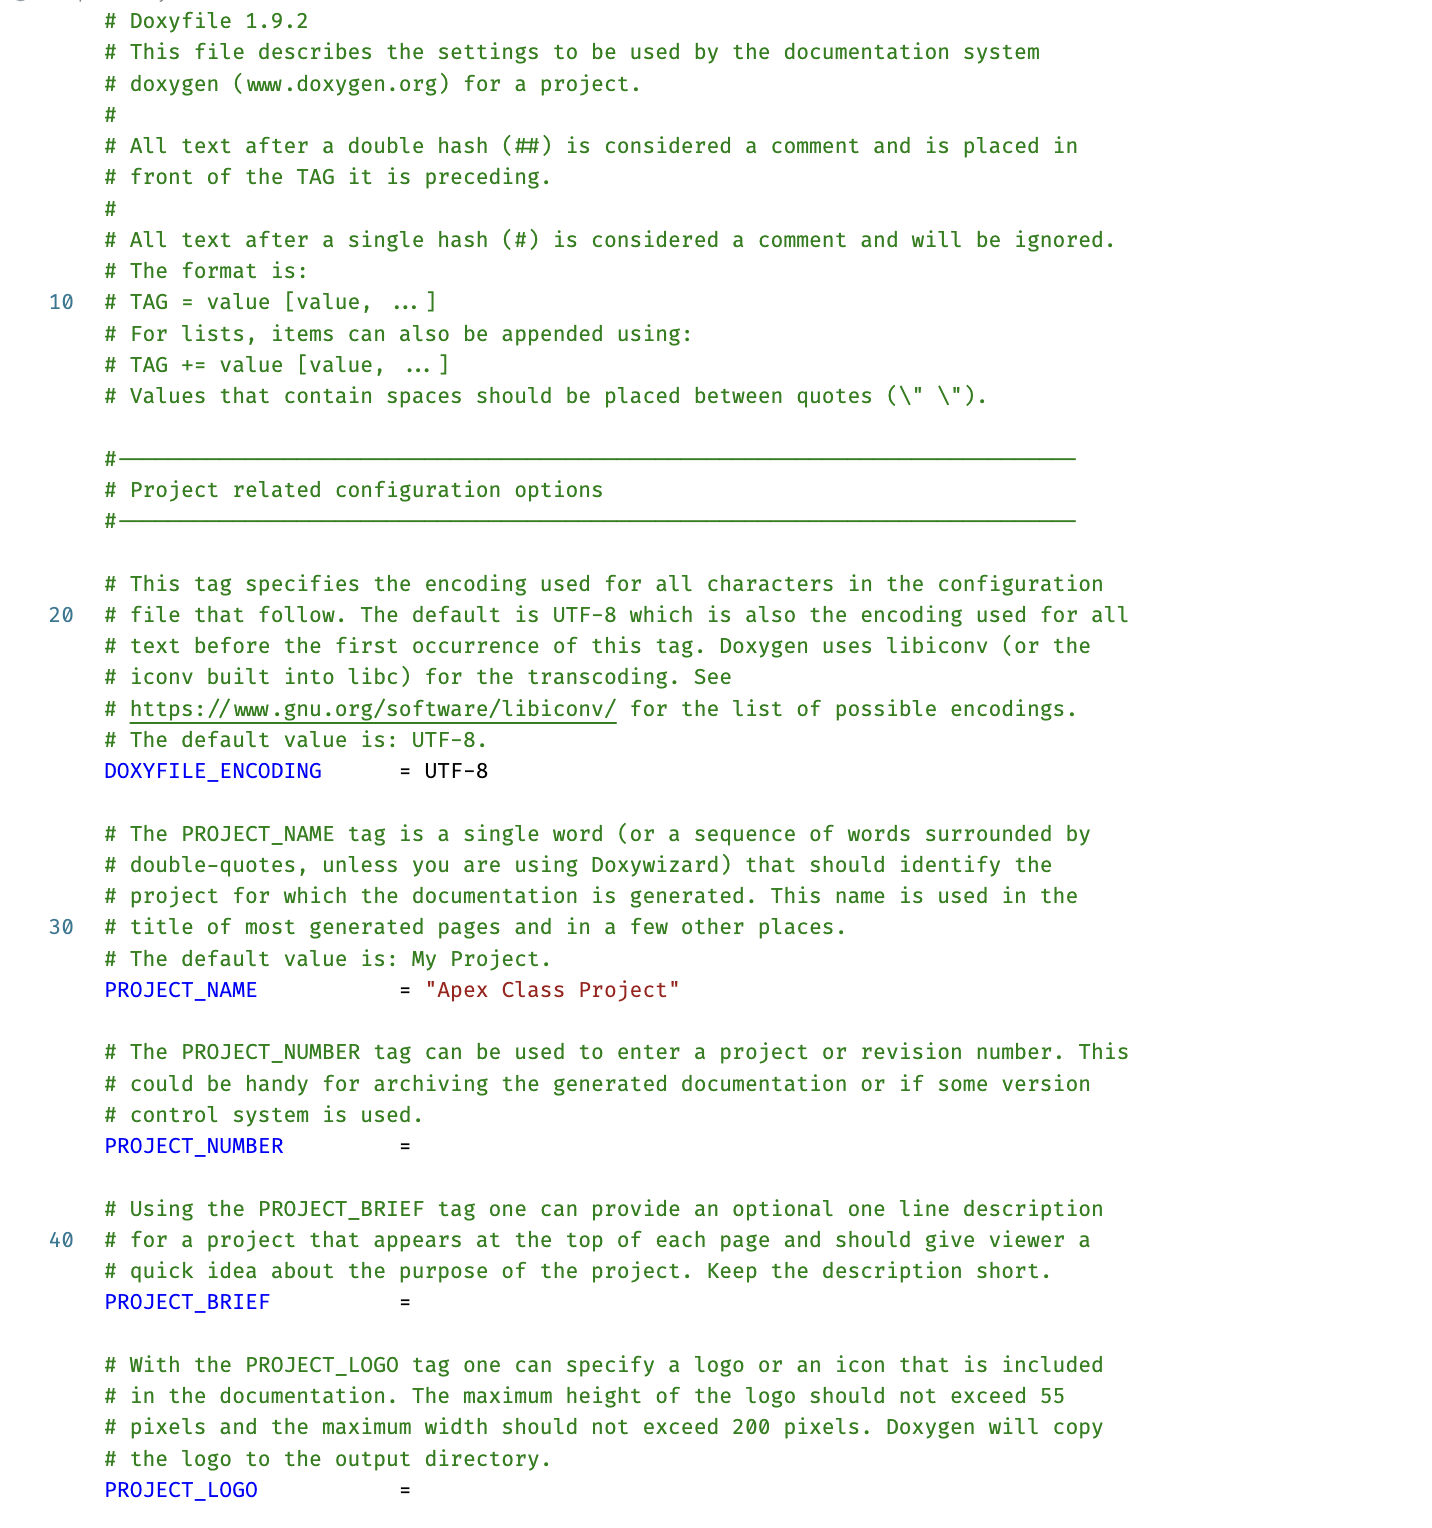 # Doxyfile 1.9.2
# This file describes the settings to be used by the documentation system
# doxygen (www.doxygen.org) for a project.
#
# All text after a double hash (##) is considered a comment and is placed in
# front of the TAG it is preceding.
#
# All text after a single hash (#) is considered a comment and will be ignored.
# The format is:
10 # TAG = value [value, ...]
# For lists, items can also be appended using:
# TAG += value [value, ...]
# Values that contain spaces should be placed between quotes (\" \").
#---------------------------------------------------------------------------
# Project related configuration options
#---------------------------------------------------------------------------
# This tag specifies the encoding used for all characters in the configuration
20 # file that follow. The default is UTF-8 which is also the encoding used for all
# text before the first occurrence of this tag. Doxygen uses libiconv (or the
# iconv built into libc) for the transcoding. See
# https://www.gnu.org/software/libiconv/ for the list of possible encodings.
# The default value is: UTF-8.
DOXYFILE_ENCODING      = UTF-8
# The PROJECT_NAME tag is a single word (or a sequence of words surrounded by
# double-quotes, unless you are using Doxywizard) that should identify the
# project for which the documentation is generated. This name is used in the
30 # title of most generated pages and in a few other places.
# The default value is: My Project.
PROJECT_NAME           = "Apex Class Project"
# The PROJECT_NUMBER tag can be used to enter a project or revision number. This
# could be handy for archiving the generated documentation or if some version
# control system is used.
PROJECT_NUMBER         =
# Using the PROJECT_BRIEF tag one can provide an optional one line description
40 # for a project that appears at the top of each page and should give viewer a
# quick idea about the purpose of the project. Keep the description short.
PROJECT_BRIEF          =
# With the PROJECT_LOGO tag one can specify a logo or an icon that is included
# in the documentation. The maximum height of the logo should not exceed 55
# pixels and the maximum width should not exceed 200 pixels. Doxygen will copy
# the logo to the output directory.
PROJECT_LOGO           =